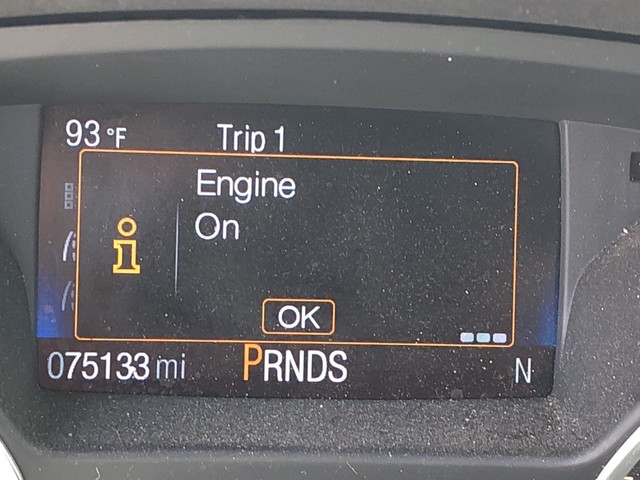 93 °F Trip 1
Engine
On
OK
075133 mi PRNDS N